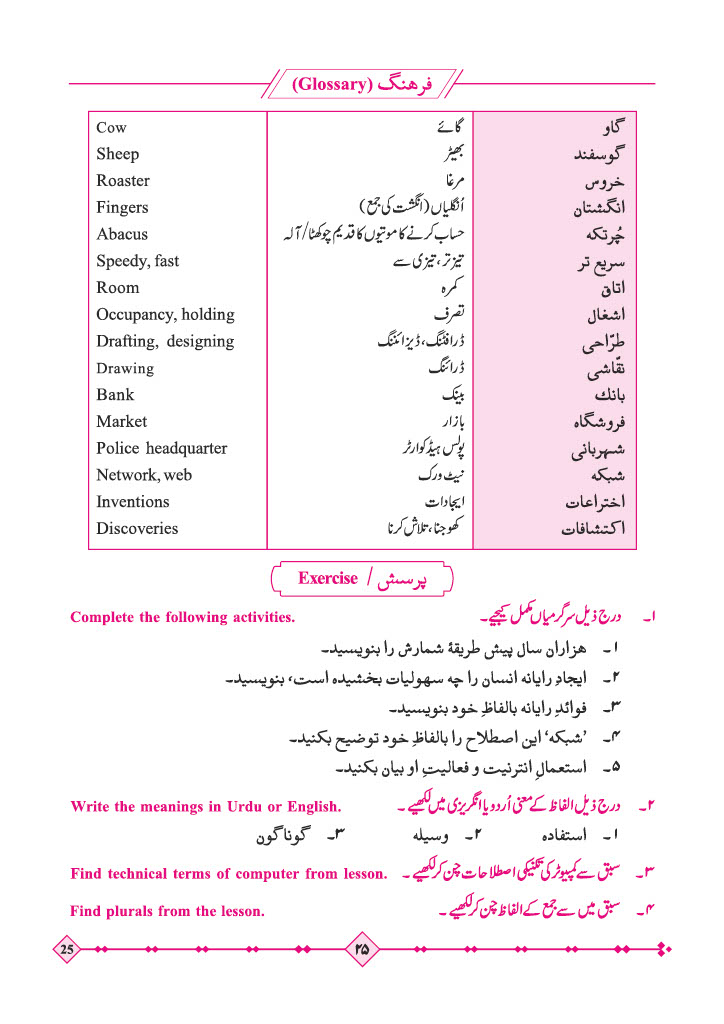 فرهنگ (Glossary)
گاو گائے Cow
گوسفند بھیڑ Sheep
خروس مرغا Roaster
انگشتان اُنگلیاں (انگشت کی جمع) Fingers
چُرتکه حساب کرنے کا موتیوں کا قدیم چوکھٹا/آلہ Abacus
سریع تر تیز تر، تیزی سے Speedy, fast
اتاق کمرہ Room
اشغال تصرف Occupancy, holding
طرّاحی ڈرافٹنگ، ڈیزائننگ Drafting, designing
نقّاشی ڈرائنگ Drawing
بانك بینک Bank
فروشگاه بازار Market
شهربانی پولس ہیڈکوارٹر Police headquarter
شبکه نیٹ ورک Network, web
اختراعات ایجادات Inventions
اکتشافات کھوجنا، تلاش کرنا Discoveries
پرسش / Exercise
۱۔ درج ذیل سرگرمیاں مکمل کیجیے۔ Complete the following activities.
۱۔ هزاران سال پیش طریقۀ شمارش را بنویسید۔
۲۔ ایجادِ رایانه انسان را چه سهولیات بخشیده است، بنویسید۔
۳۔ فوائدِ رایانه بالفاظِ خود بنویسید۔
۴۔ ’شبکه‘ این اصطلاح را بالفاظِ خود توضیح بکنید۔
۵۔ استعمالِ انترنیت و فعالیتِ او بیان بکنید۔
۲۔ درج ذیل الفاظ کے معنی اُردو یا انگریزی میں لکھیے۔ Write the meanings in Urdu or English.
۱۔ استفاده ۲۔ وسیله ۳۔ گوناگون
۳۔ سبق سے کمپیوٹر کی تکنیکی اصطلاحات چن کر لکھیے۔ Find technical terms of computer from lesson.
۴۔ سبق میں سے جمع کے الفاظ چن کر لکھیے۔ Find plurals from the lesson.
25 ۲۵